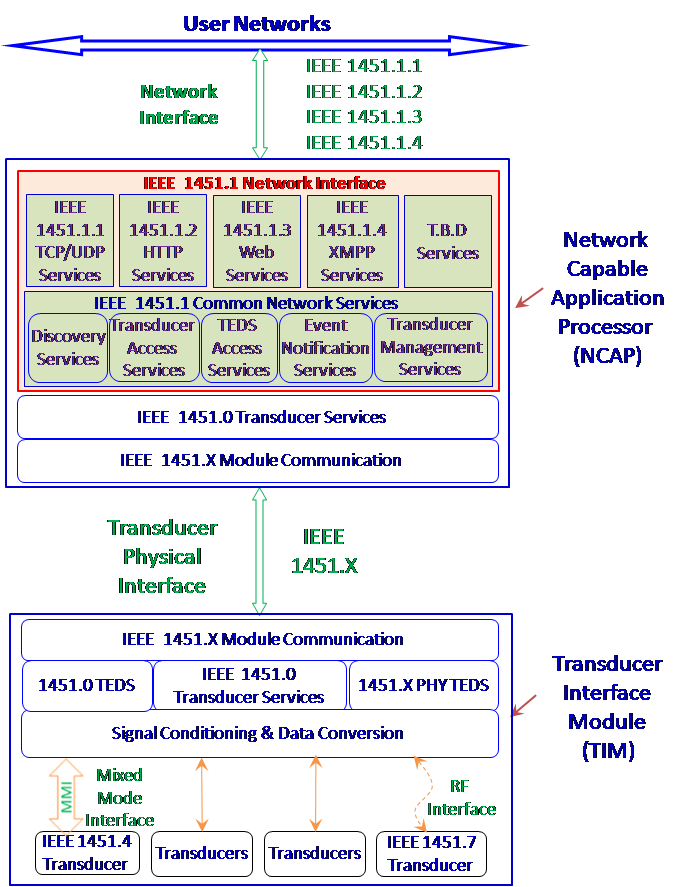 User Networks
Network
Interface
IEEE 1451.1.1
IEEE 1451.1.2
IEEE 1451.1.3
IEEE 1451.1.4
IEEE 1451.1 Network Interface
IEEE
1451.1.1
TCP/UDP
Services
IEEE
1451.1.2
HTTP
Services
IEEE
1451.1.3
Web
Services
IEEE
1451.1.4
XMPP
Services
T.B.D
Services
IEEE 1451.1 Common Network Services
Discovery
Services
Transducer
Access
Services
TEDS
Access
Services
Event
Notification
Services
Transducer
Management
Services
IEEE 1451.0 Transducer Services
IEEE 1451.X Module Communication
Network
Capable
Application
Processor
(NCAP)
Transducer
Physical
Interface
IEEE
1451.X
IEEE 1451.X Module Communication
1451.0 TEDS
IEEE 1451.0
Transducer Services
1451.X PHY TEDS
Signal Conditioning & Data Conversion
Transducer
Interface
Module
(TIM)
MMI
Mixed
Mode
Interface
RF
Interface
IEEE 1451.4
Transducer
Transducers
Transducers
IEEE 1451.7
Transducer